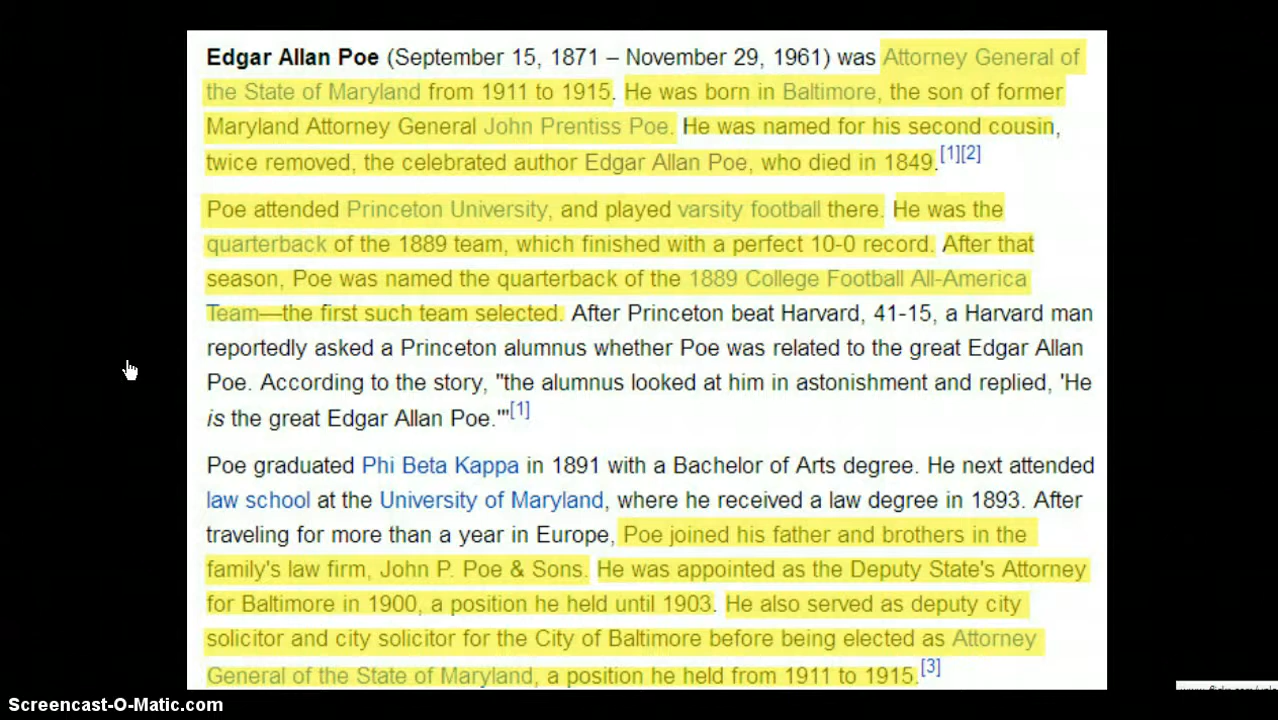 Edgar Allan Poe (September 15, 1871 – November 29, 1961) was Attorney General of
the State of Maryland from 1911 to 1915. He was born in Baltimore, the son of former
Maryland Attorney General John Prentiss Poe. He was named for his second cousin,
twice removed, the celebrated author Edgar Allan Poe, who died in 1849.[1][2]
Poe attended Princeton University, and played varsity football there. He was the
quarterback of the 1889 team, which finished with a perfect 10-0 record. After that
season, Poe was named the quarterback of the 1889 College Football All-America
Team—the first such team selected. After Princeton beat Harvard, 41-15, a Harvard man
reportedly asked a Princeton alumnus whether Poe was related to the great Edgar Allan
Poe. According to the story, "the alumnus looked at him in astonishment and replied, 'He
is the great Edgar Allan Poe.'"[1]
Poe graduated Phi Beta Kappa in 1891 with a Bachelor of Arts degree. He next attended
law school at the University of Maryland, where he received a law degree in 1893. After
traveling for more than a year in Europe, Poe joined his father and brothers in the
family's law firm, John P. Poe & Sons. He was appointed as the Deputy State's Attorney
for Baltimore in 1900, a position he held until 1903. He also served as deputy city
solicitor and city solicitor for the City of Baltimore before being elected as Attorney
General of the State of Maryland, a position he held from 1911 to 1915.[3]
Screencast-O-Matic.com